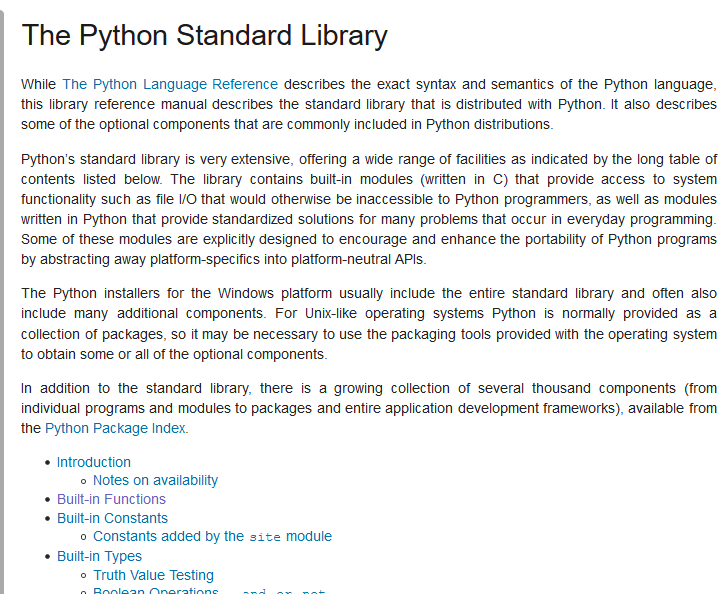 The Python Standard Library
While The Python Language Reference describes the exact syntax and semantics of the Python language,
this library reference manual describes the standard library that is distributed with Python. It also describes
some of the optional components that are commonly included in Python distributions.
Python's standard library is very extensive, offering a wide range of facilities as indicated by the long table of
contents listed below. The library contains built-in modules (written in C) that provide access to system
functionality such as file I/O that would otherwise be inaccessible to Python programmers, as well as modules
written in Python that provide standardized solutions for many problems that occur in everyday programming.
Some of these modules are explicitly designed to encourage and enhance the portability of Python programs
by abstracting away platform-specifics into platform-neutral APIs.
The Python installers for the Windows platform usually include the entire standard library and often also
include many additional components. For Unix-like operating systems Python is normally provided as a
collection of packages, so it may be necessary to use the packaging tools provided with the operating system
to obtain some or all of the optional components.
In addition to the standard library, there is a growing collection of several thousand components (from
individual programs and modules to packages and entire application development frameworks), available from
the Python Package Index.
• Introduction
◦ Notes on availability
• Built-in Functions
• Built-in Constants
◦ Constants added by the site module
• Built-in Types
◦ Truth Value Testing
◦ Boolean Operations — and, or, not